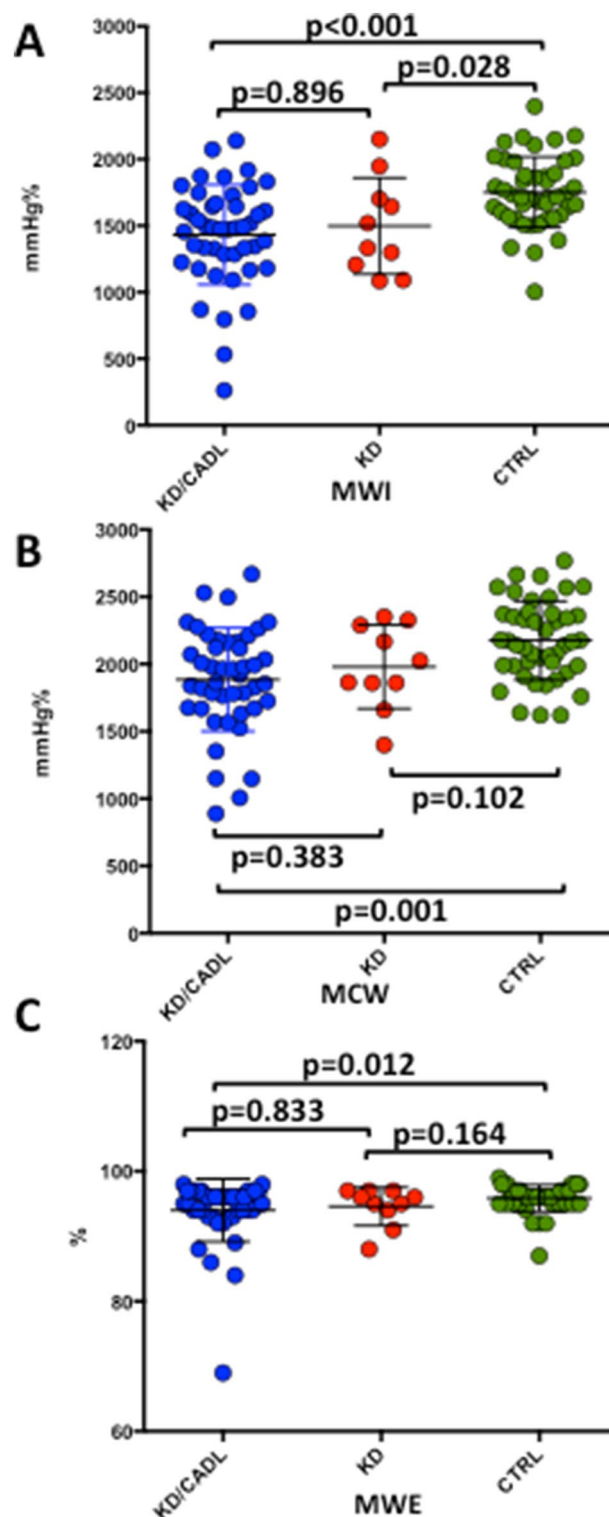 A
p<0.001
p=0.028
p=0.896
3000
2500
2000
1500
1000
500
0
mmHg%
KD/CADL
KD
CTRL
MWI
B
3000
2500
2000
1500
1000
500
0
mmHg%
p=0.102
p=0.383
p=0.001
KD/CADL
KD
CTRL
MCW
C
120
100
80
60
%
p=0.012
p=0.833
p=0.164
KD/CADL
KD
CTRL
MWE